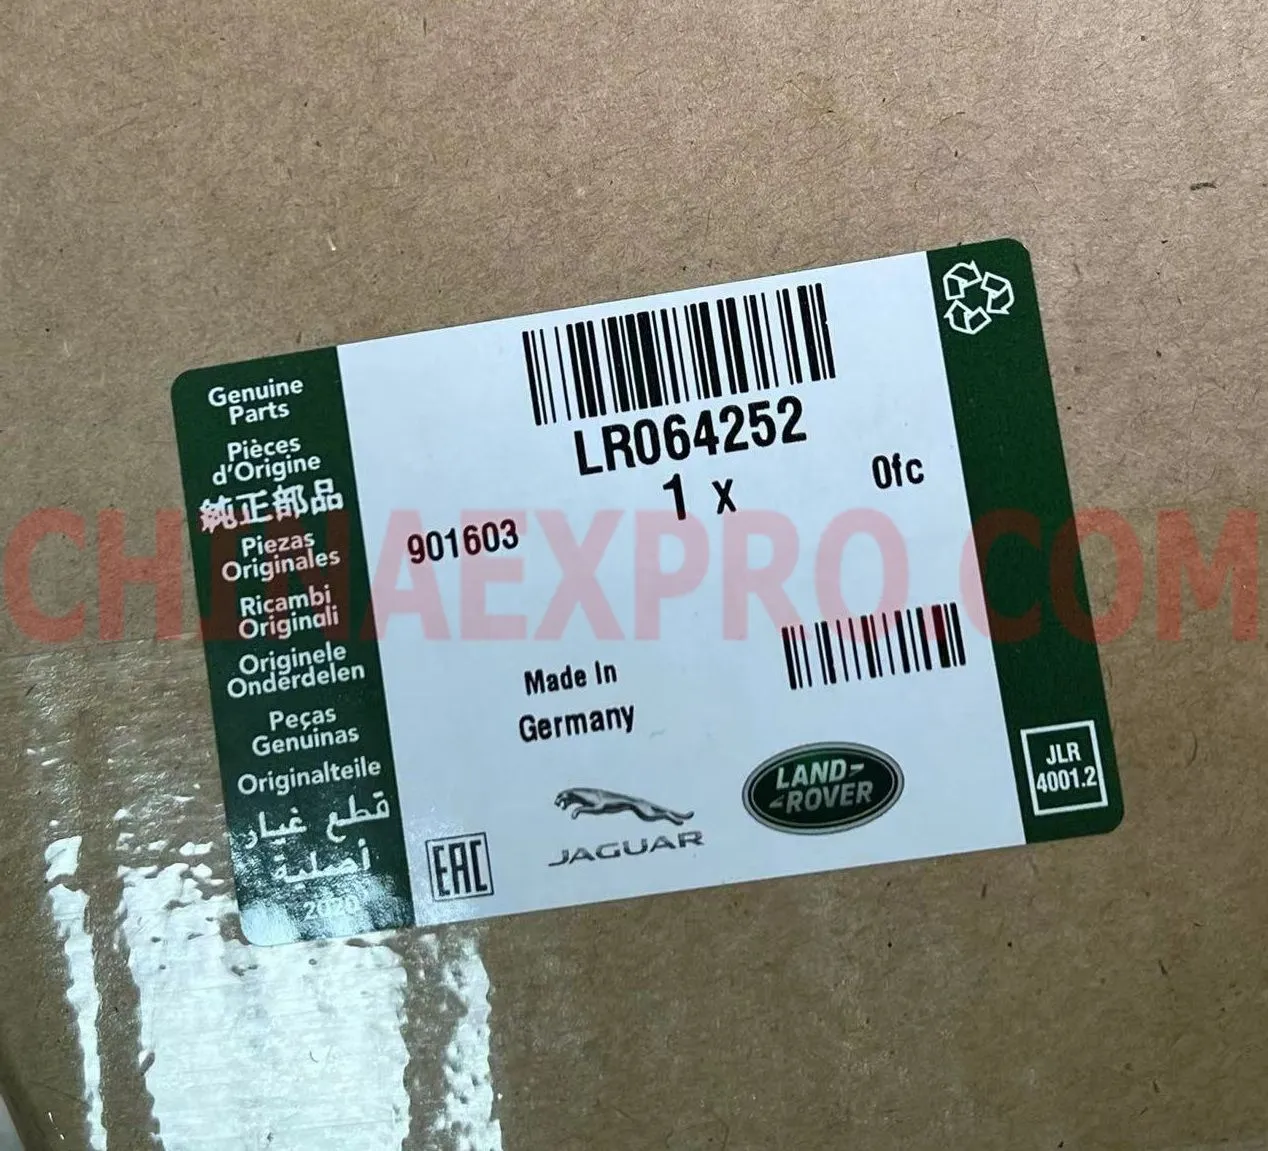 Genuine
Parts
Pièces
d'Origine
純正部品
Piezas
Originales
Ricambi
Originali
Originele
Onderdelen
Peças
Genuinas
Originalteile
قطع غيار
أصلية
LR064252
1 x
0fc
901603
Made In
Germany
EAC
JAGUAR
LAND-
-ROVER
JLR
4001.2
CHINAEXPRO.COM